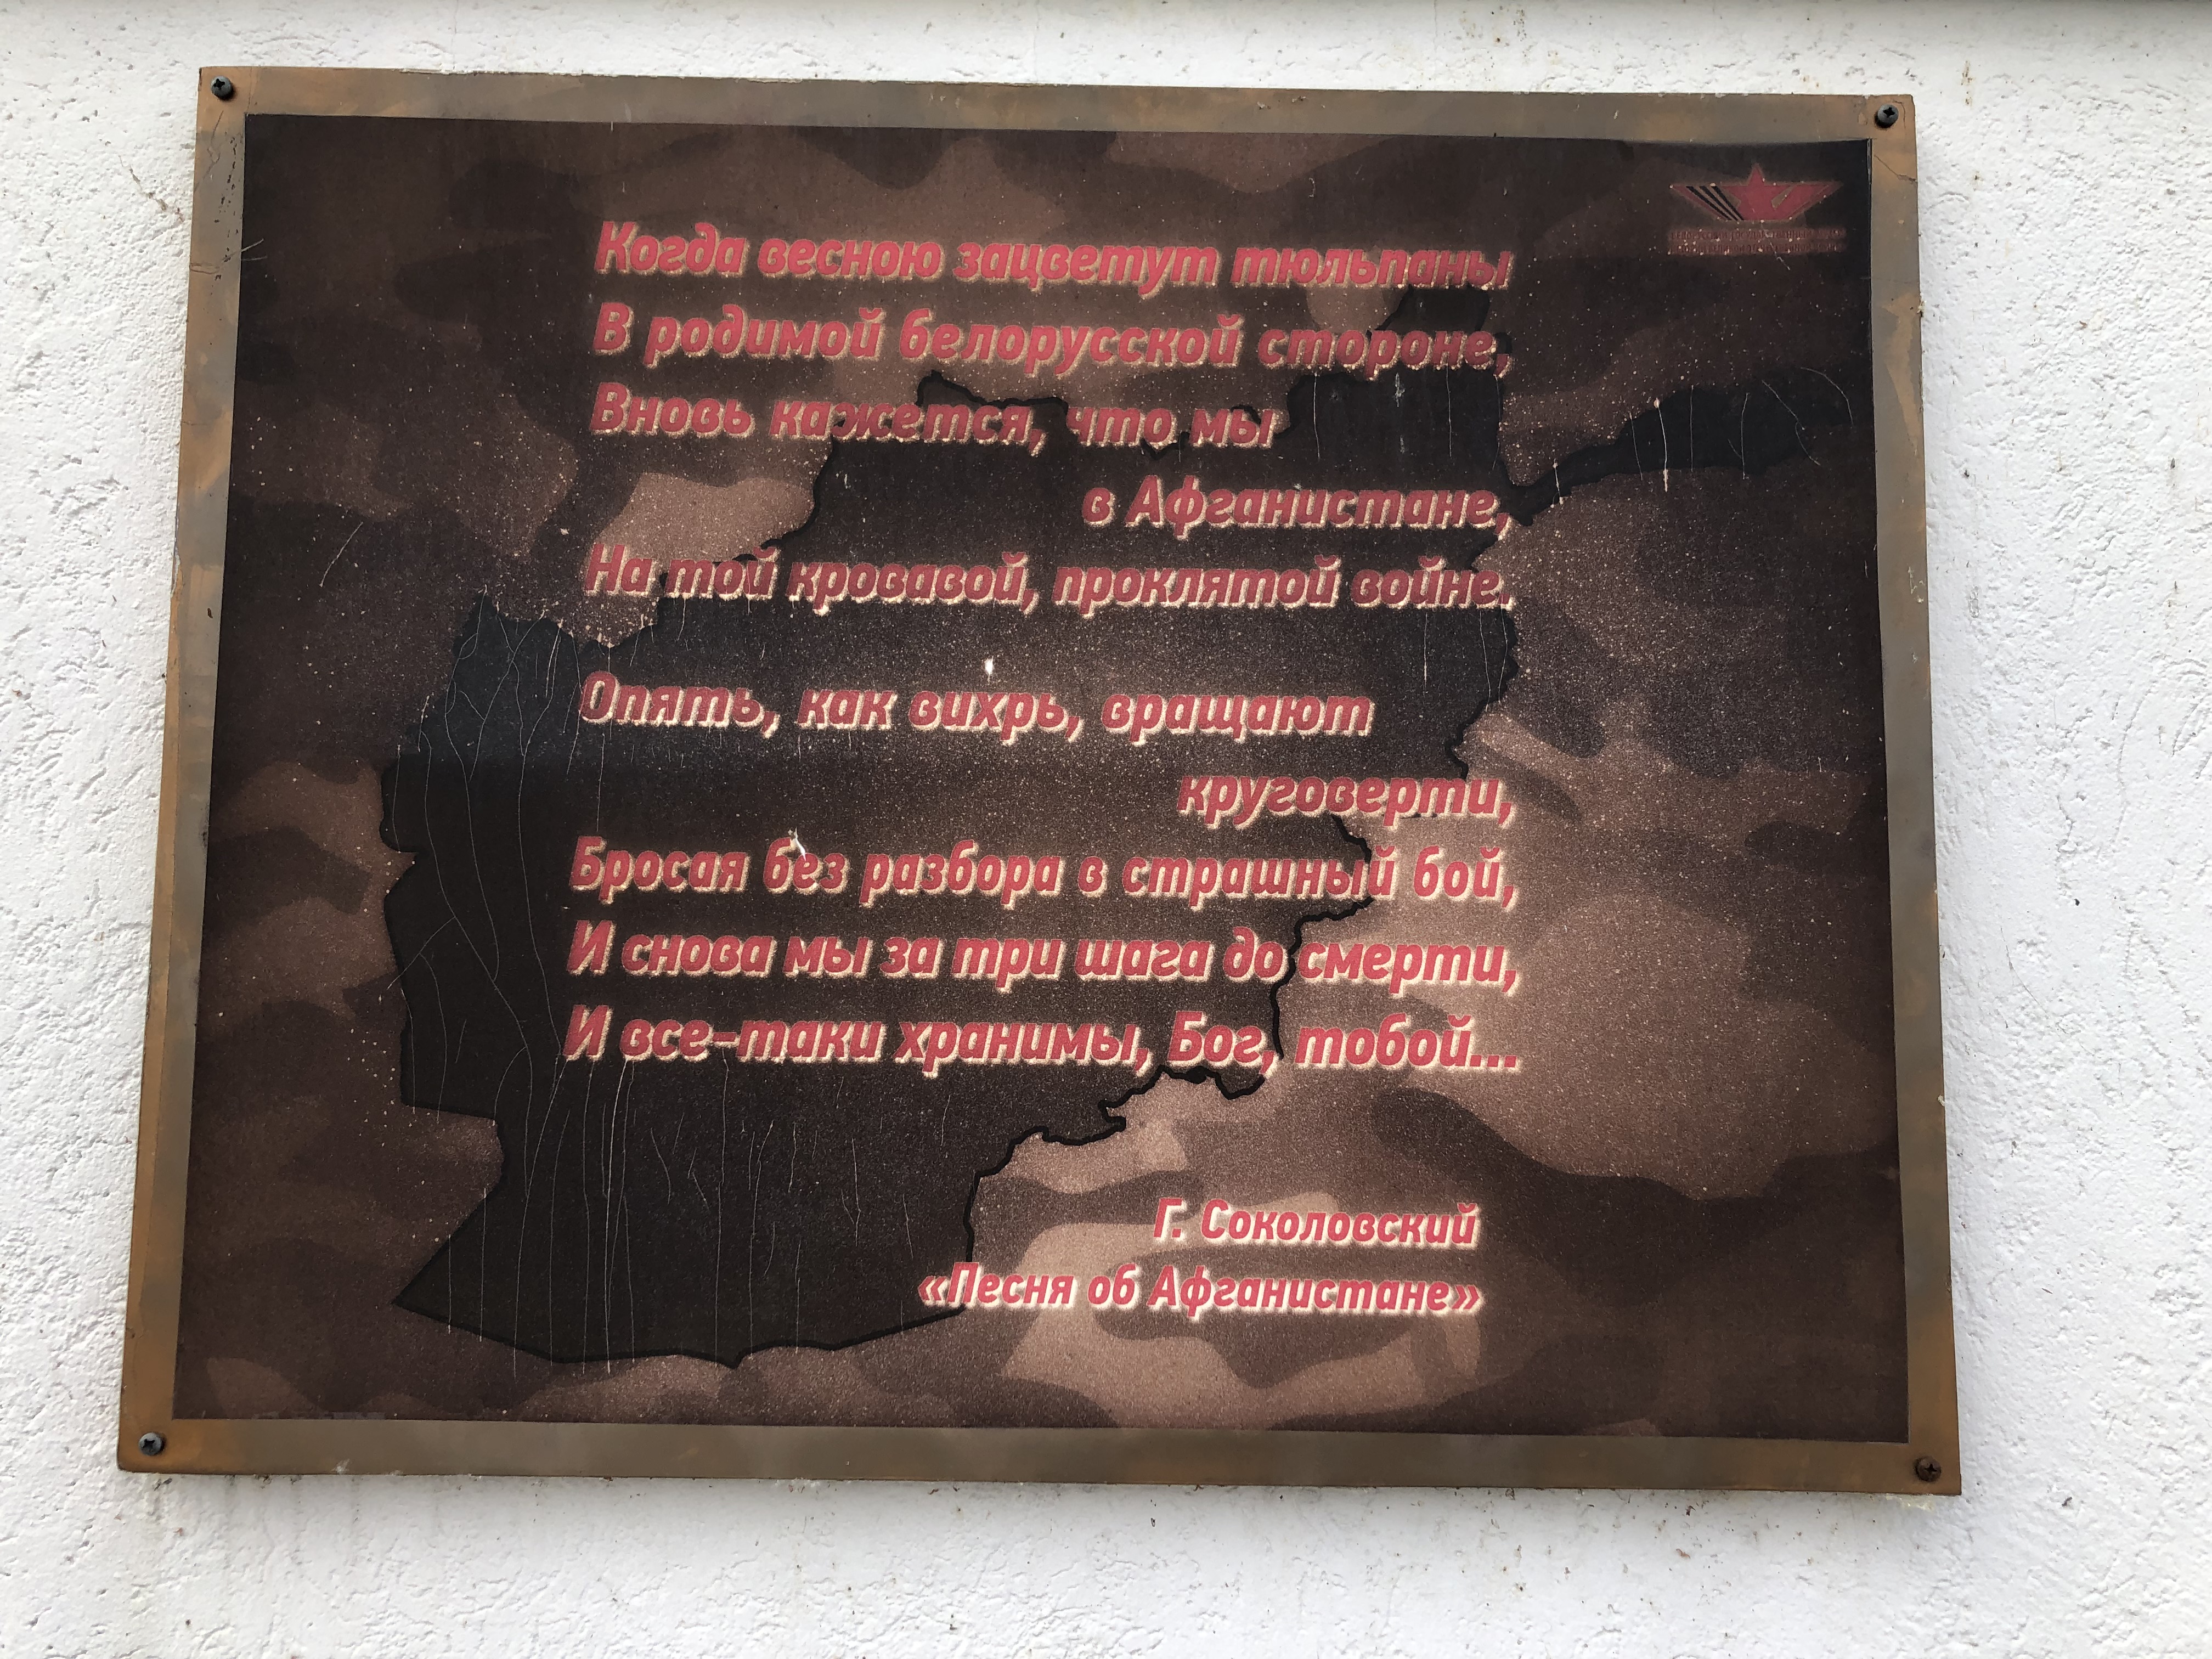 Когда весною зацветут тюльпаны
В родимой белорусской стороне,
Вновь кажется, что мы
в Афганистане,
На той кровавой, проклятой войне.
Опять, как вихрь, вращают
круговерти,
Бросая без разбора в страшный бой,
И снова мы за три шага до смерти,
И все-таки хранимы, Бог, тобой...
Г. Соколовский
«Песня об Афганистане»